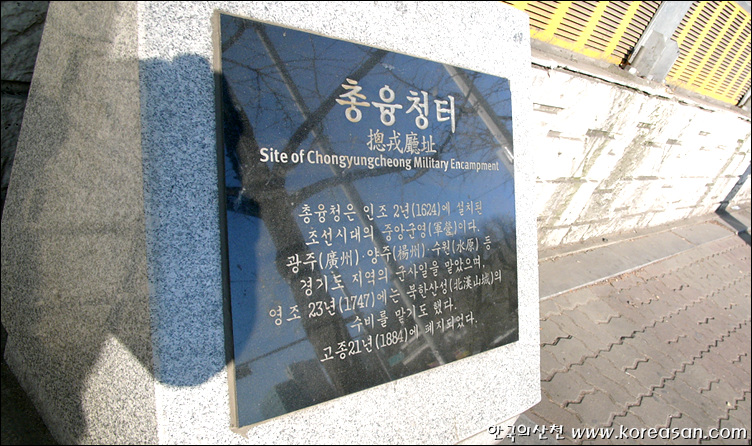 총융청터
摠戎廳址
Site of Chongyungcheong Military Encampment
총융청은 인조 2년(1624)에 설치된
조선시대의 중앙군영(軍營)이다.
광주(廣州)·양주(楊州)·수원(水原) 등
경기도 지역의 군사일을 맡았으며,
영조 23년(1747)에는 북한산성(北漢山城)의
수비를 맡기도 했다.
고종21년(1884)에 폐지되었다.
한국의산천 www.koreasan.com